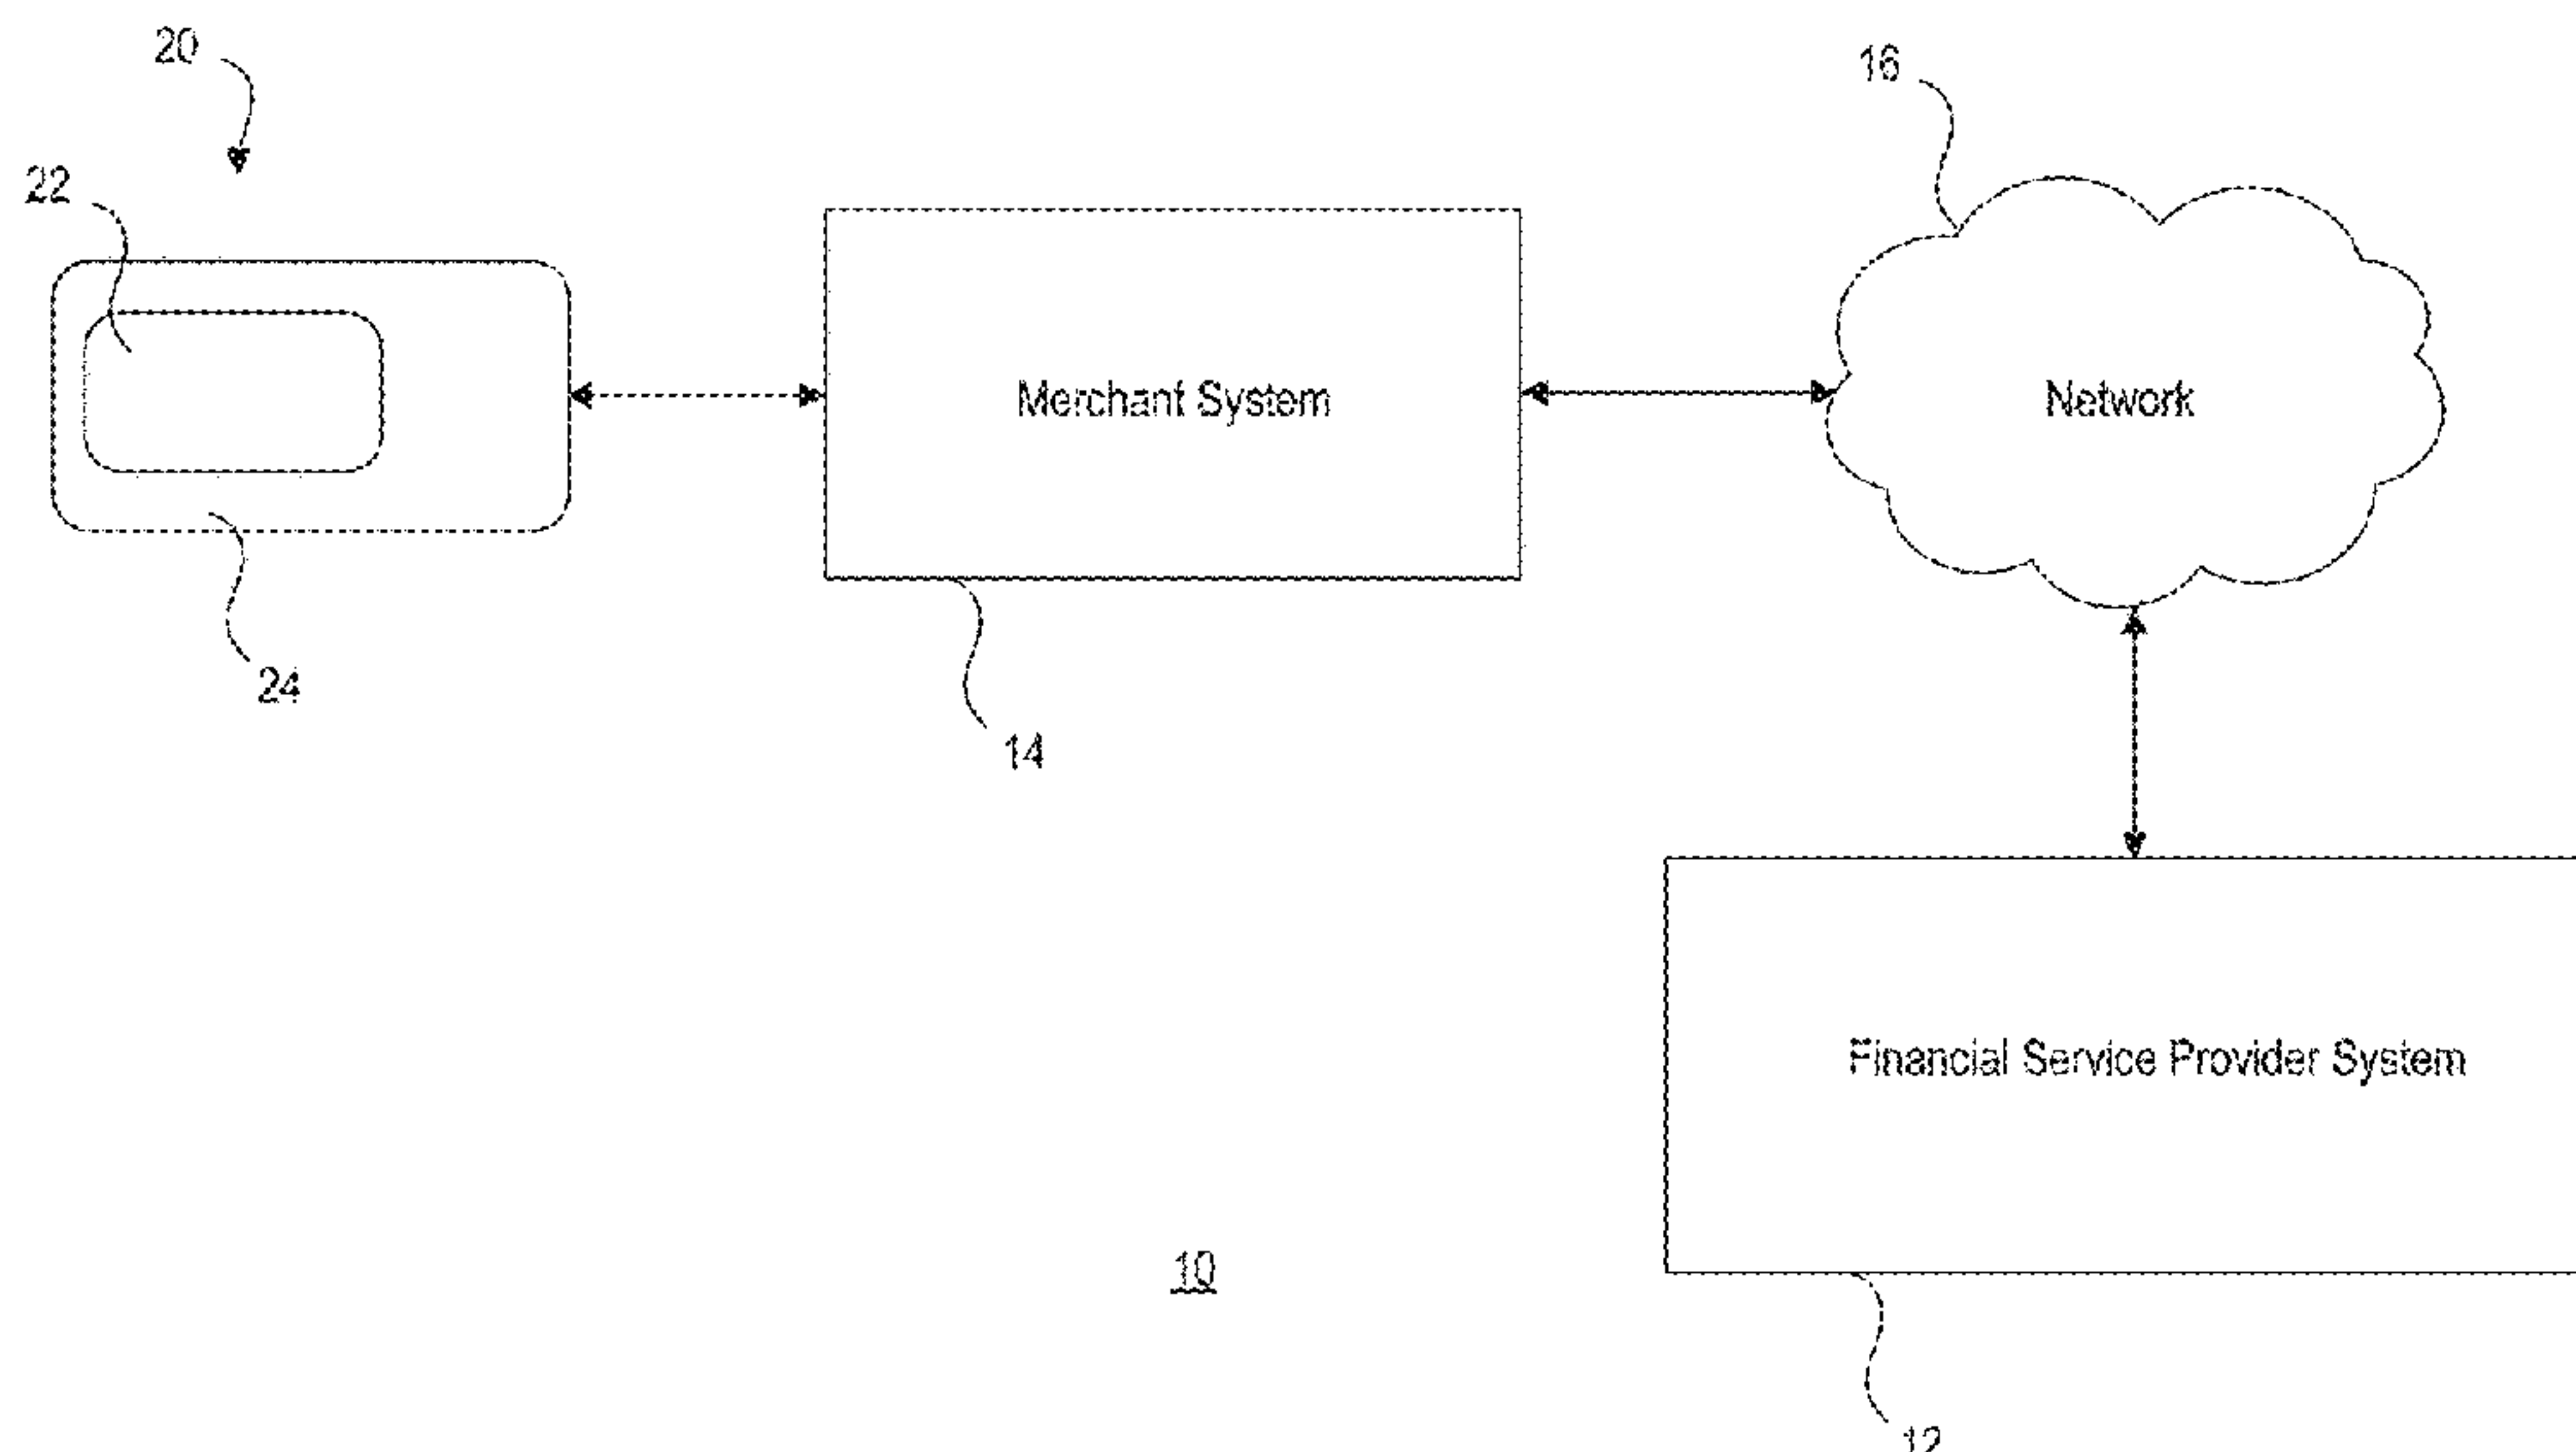 20
16
22
Merchant System
Network
24
14
Financial Service Provider System
10
12